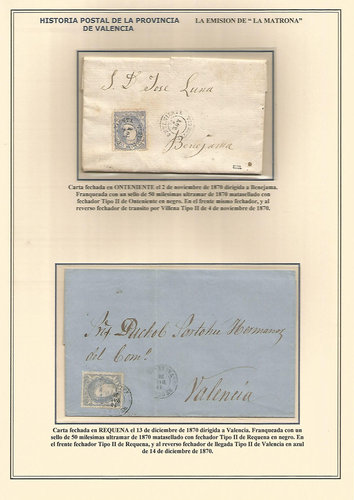 HISTORIA POSTAL DE LA PROVINCIA
DE VALENCIA
LA EMISION DE " LA MATRONA"
S. D. José Luna
Benejama
Carta fechada en ONTENIENTE el 2 de noviembre de 1870 dirigida a Benejama.
Franqueada con un sello de 50 milesimas ultramar de 1870 matasellado con
fechador Tipo II de Onteniente en negro. En el frente mismo fechador, y al
reverso fechador de transito por Villena Tipo II de 4 de noviembre de 1870.
Hermanos
del Comº
Valencia
Carta fechada en REQUENA el 13 de diciembre de 1870 dirigida a Valencia. Franqueada con un
sello de 50 milesimas ultramar de 1870 matasellado con fechador Tipo II de Requena en negro. En
el frente fechador Tipo II de Requena, y al reverso fechador de llegada Tipo II de Valencia en azul
de 14 de diciembre de 1870.